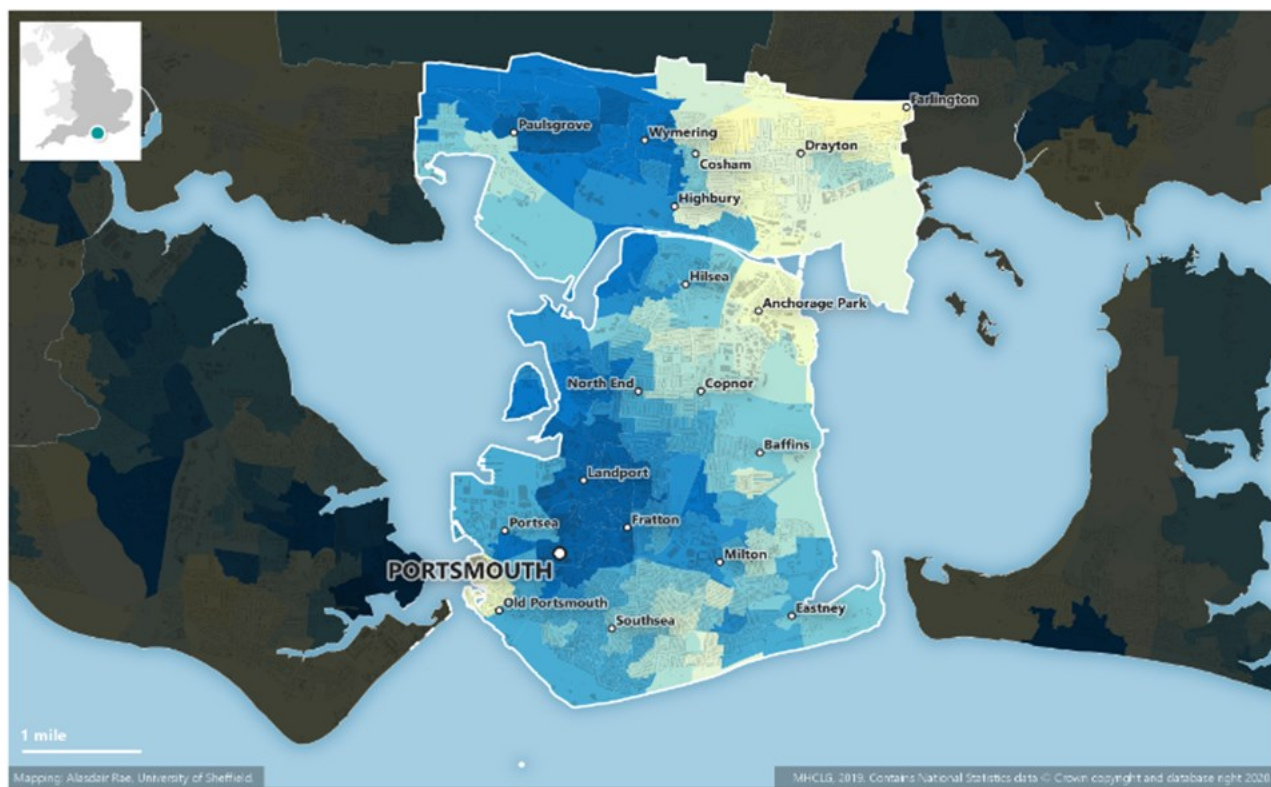 Farlington
Paulsgrove
Wymering
Drayton
Cosham
Highbury
Hilsea
Anchorage Park
North End
Copnor
Baffins
Landport
Portsea
Fratton
Milton
PORTSMOUTH
Old Portsmouth
Eastney
Southsea
1 mile
Mapping: Alasdair Rae, University of Sheffield.
MHCLG, 2019. Contains National Statistics data © Crown copyright and database right 2020